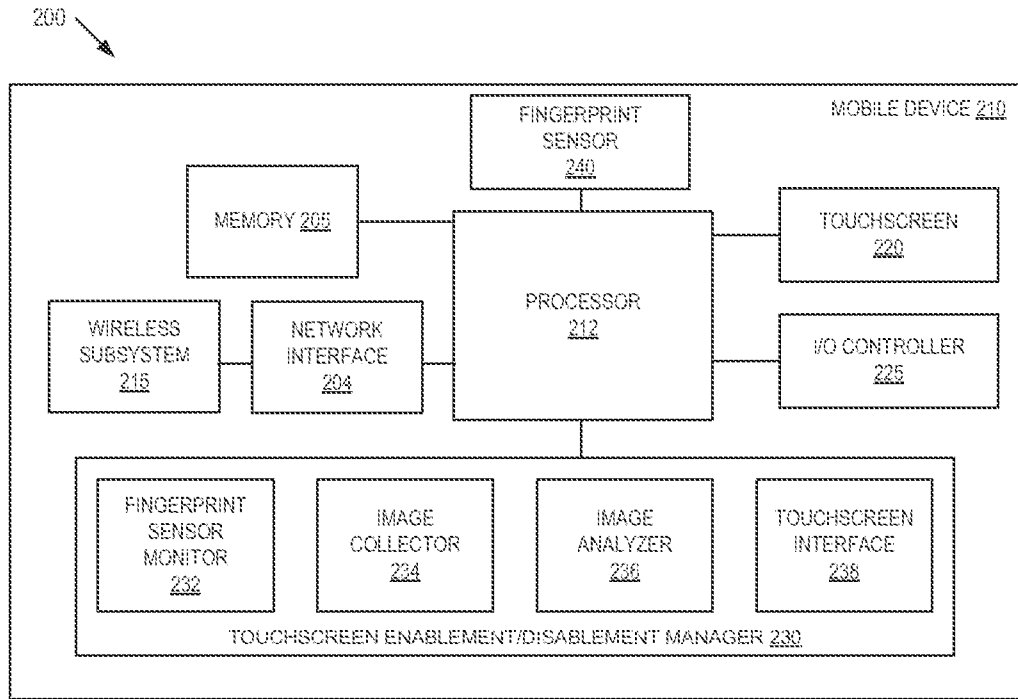 200
MOBILE DEVICE 210
FINGERPRINT
SENSOR
240
MEMORY 205
TOUCHSCREEN
220
PROCESSOR
212
WIRELESS
SUBSYSTEM
215
NETWORK
INTERFACE
204
I/O CONTROLLER
225
FINGERPRINT
SENSOR
MONITOR
232
IMAGE
COLLECTOR
234
IMAGE
ANALYZER
236
TOUCHSCREEN
INTERFACE
238
TOUCHSCREEN ENABLEMENT/DISABLEMENT MANAGER 230